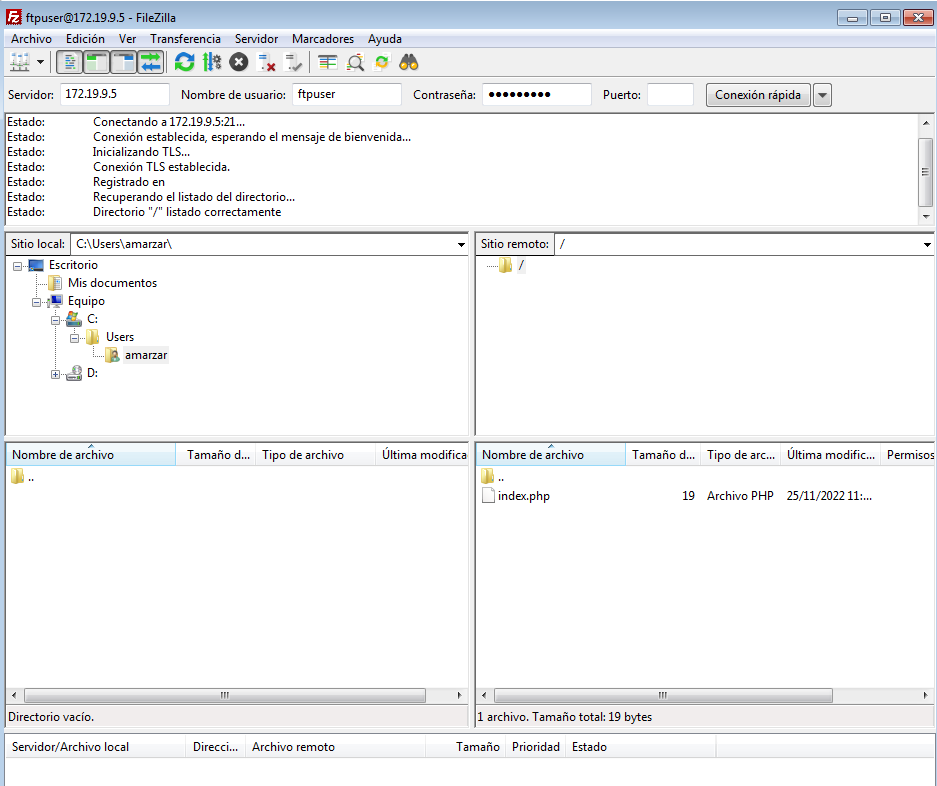 ftpuser@172.19.9.5 - FileZilla
Archivo Edición Ver Transferencia Servidor Marcadores Ayuda
Servidor: 172.19.9.5 Nombre de usuario: ftpuser Contraseña: ●●●●●●●●● Puerto: Conexión rápida
Estado: Conectando a 172.19.9.5:21...
Estado: Conexión establecida, esperando el mensaje de bienvenida...
Estado: Inicializando TLS...
Estado: Conexión TLS establecida.
Estado: Registrado en
Estado: Recuperando el listado del directorio...
Estado: Directorio "/" listado correctamente
Sitio local: C:\Users\amarzar\
Escritorio
Mis documentos
Equipo
C:
Users
amarzar
D:
Sitio remoto: /
/
Nombre de archivo Tamaño d... Tipo de archivo Última modifica
..
Directorio vacío.
Nombre de archivo Tamaño d... Tipo de arc... Última modific... Permisos
..
index.php 19 Archivo PHP 25/11/2022 11:...
1 archivo. Tamaño total: 19 bytes
Servidor/Archivo local Direcci... Archivo remoto Tamaño Prioridad Estado